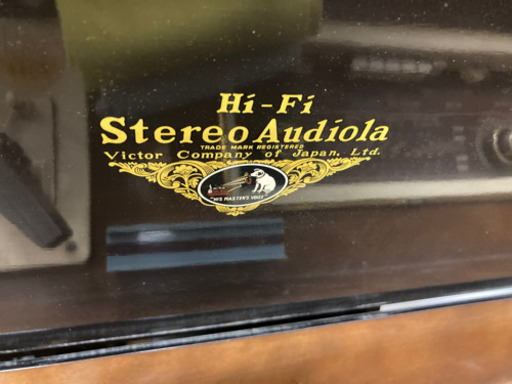 Hi-Fi
Stereo Audiola
TRADE MARK REGISTERED
Victor Company of Japan, Ltd.
"HIS MASTER'S VOICE"